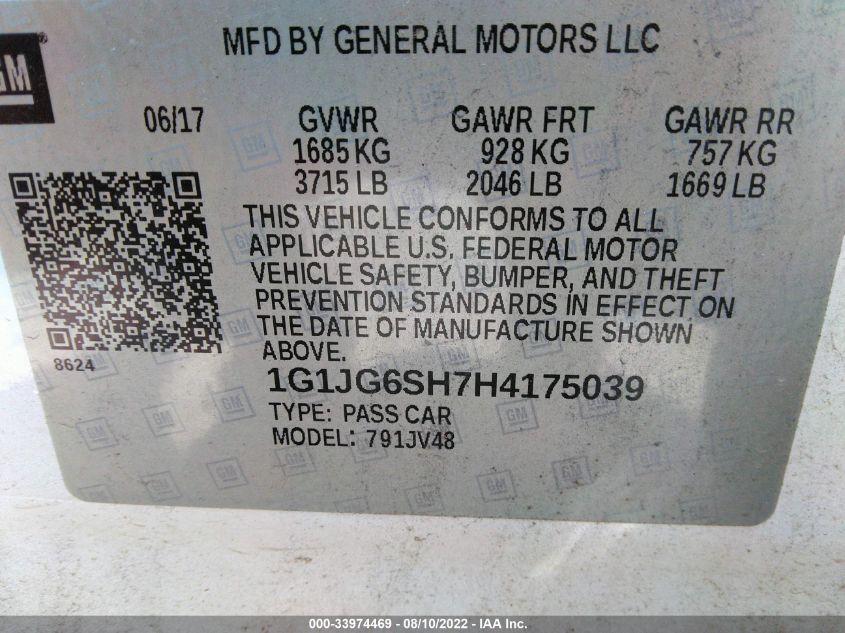 MFD BY GENERAL MOTORS LLC
GM
06/17 GVWR GAWR FRT GAWR RR
1685 KG 928 KG 757 KG
3715 LB 2046 LB 1669 LB
THIS VEHICLE CONFORMS TO ALL
APPLICABLE U.S. FEDERAL MOTOR
VEHICLE SAFETY, BUMPER, AND THEFT
PREVENTION STANDARDS IN EFFECT ON
THE DATE OF MANUFACTURE SHOWN
ABOVE.
8624
1G1JG6SH7H4175039
TYPE: PASS CAR
MODEL: 791JV48
000-33974469 - 08/10/2022 - IAA Inc.